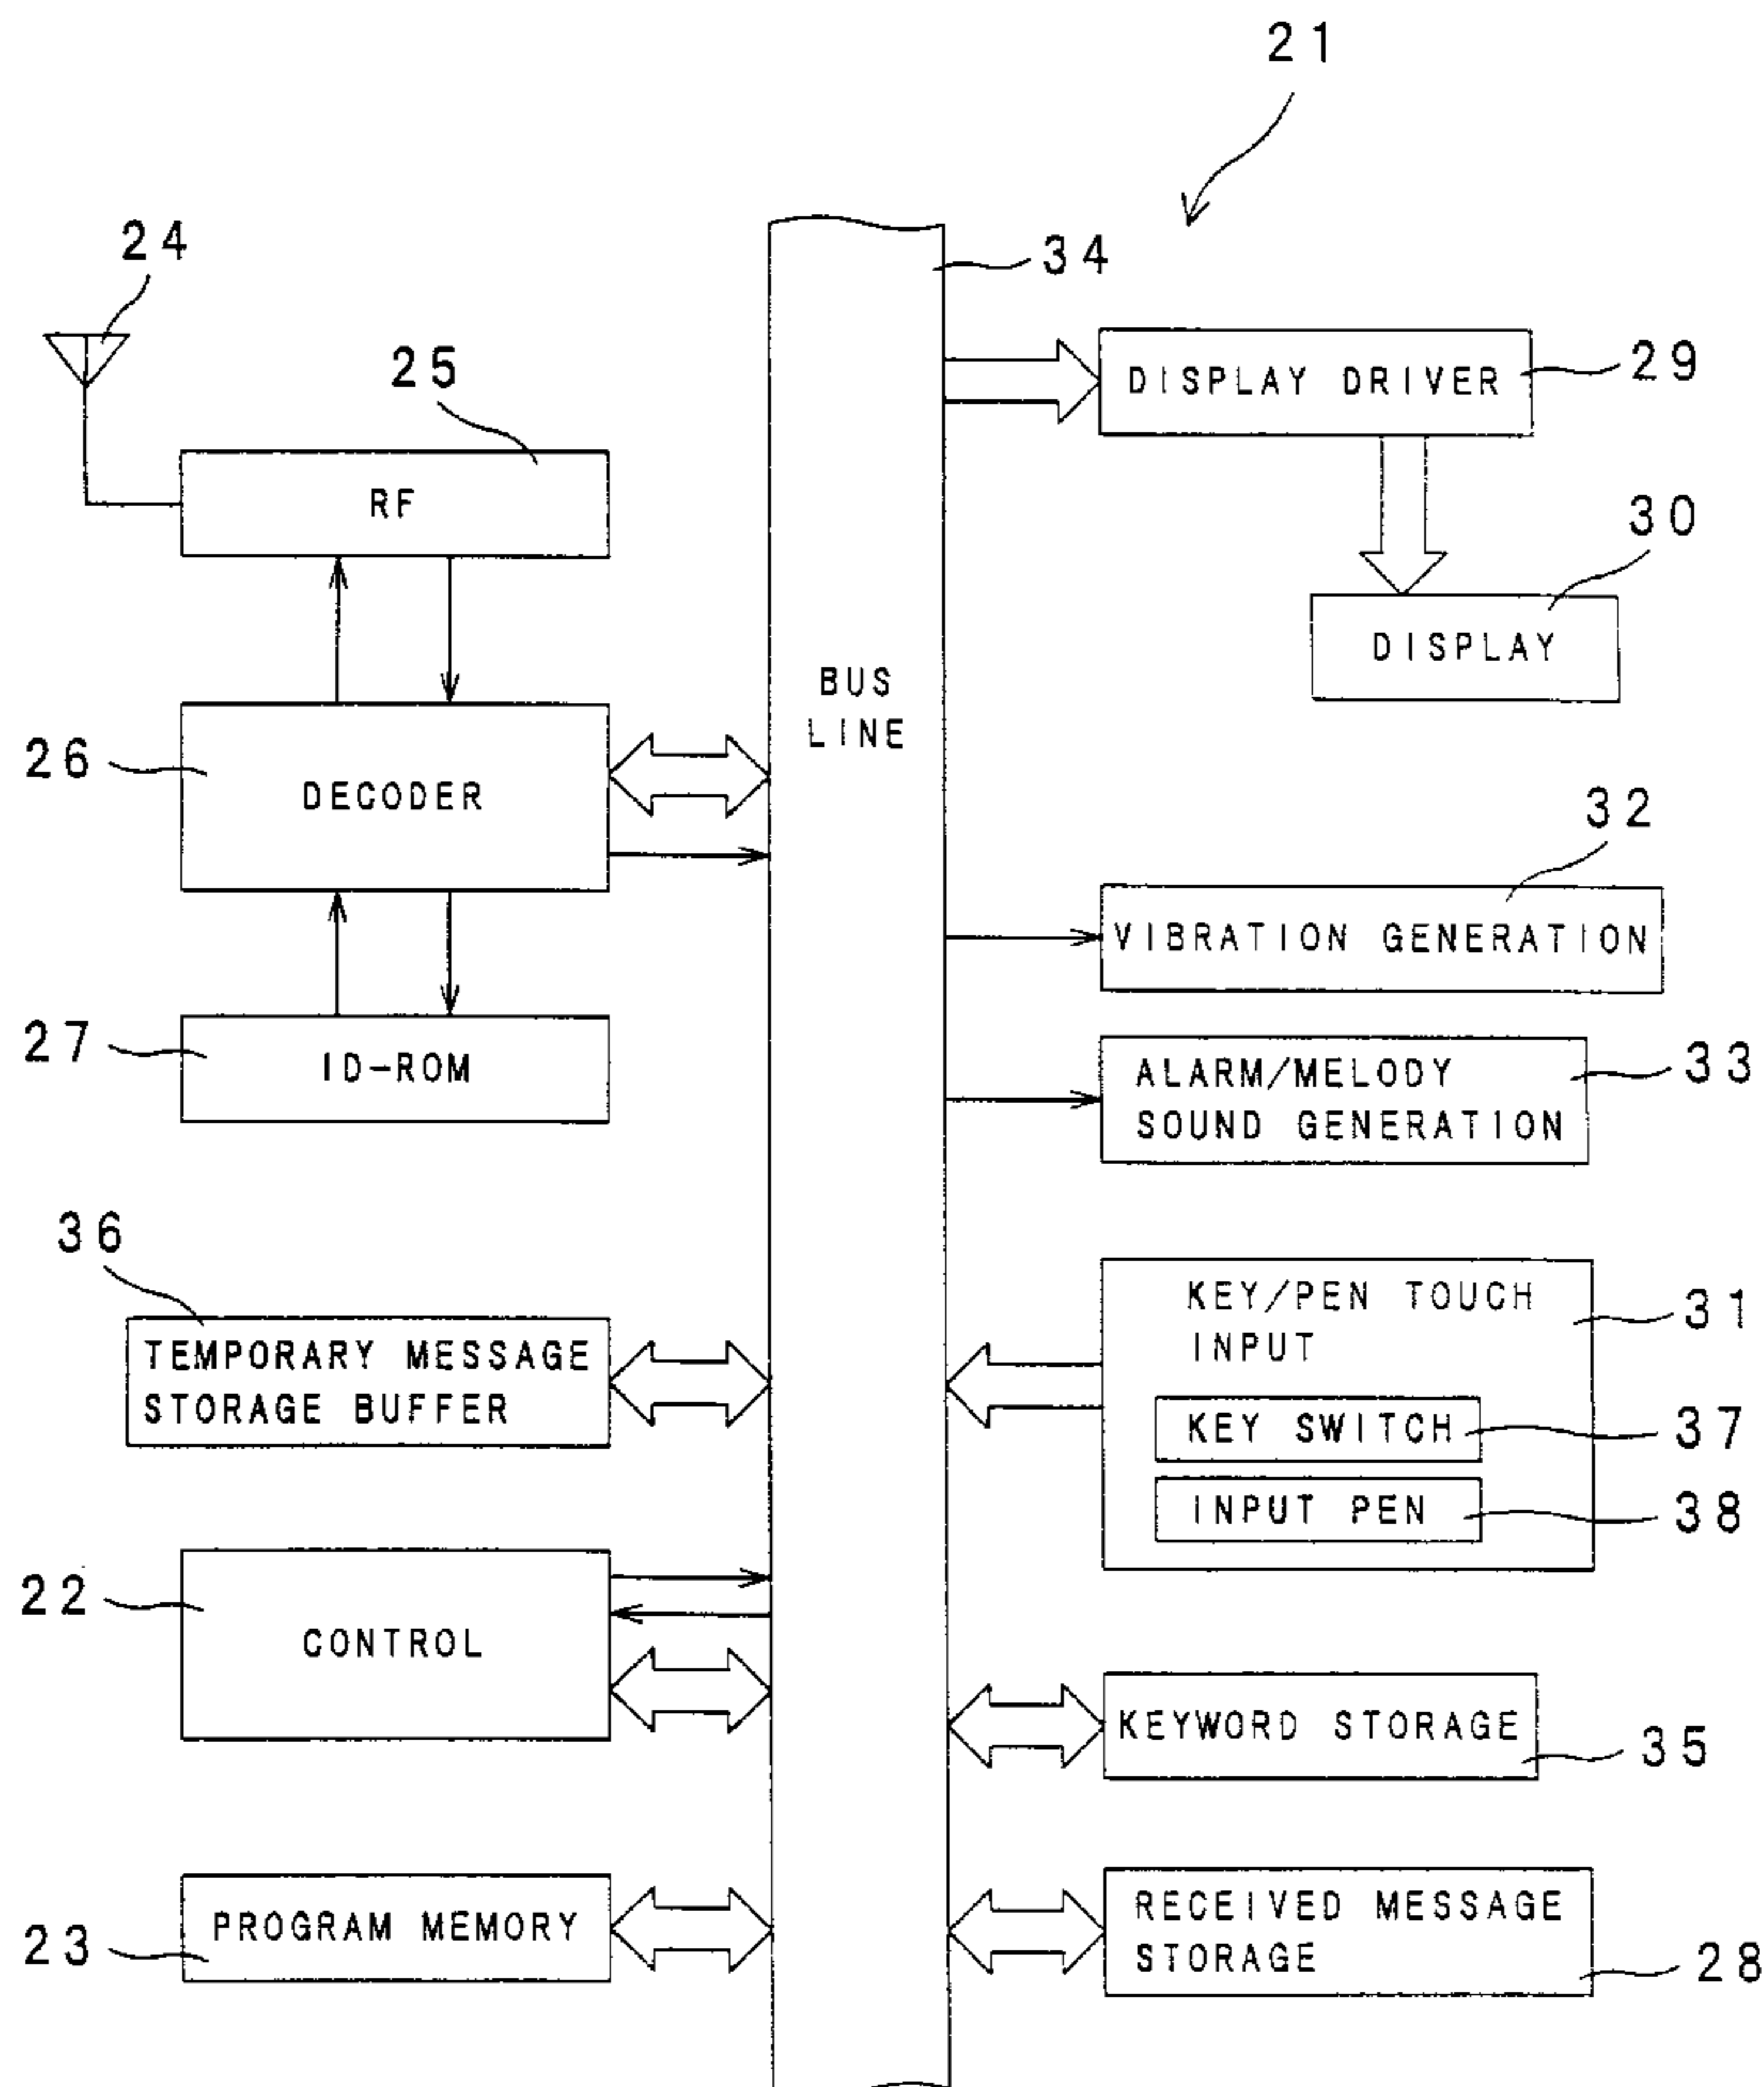 21
24
34
25
DISPLAY DRIVER
29
RF
30
DISPLAY
BUS
LINE
26
DECODER
32
VIBRATION GENERATION
27
ID-ROM
ALARM/MELODY
SOUND GENERATION
33
36
TEMPORARY MESSAGE
STORAGE BUFFER
KEY/PEN TOUCH
INPUT
31
KEY SWITCH
37
INPUT PEN
38
22
CONTROL
KEYWORD STORAGE
35
23
PROGRAM MEMORY
RECEIVED MESSAGE
STORAGE
28